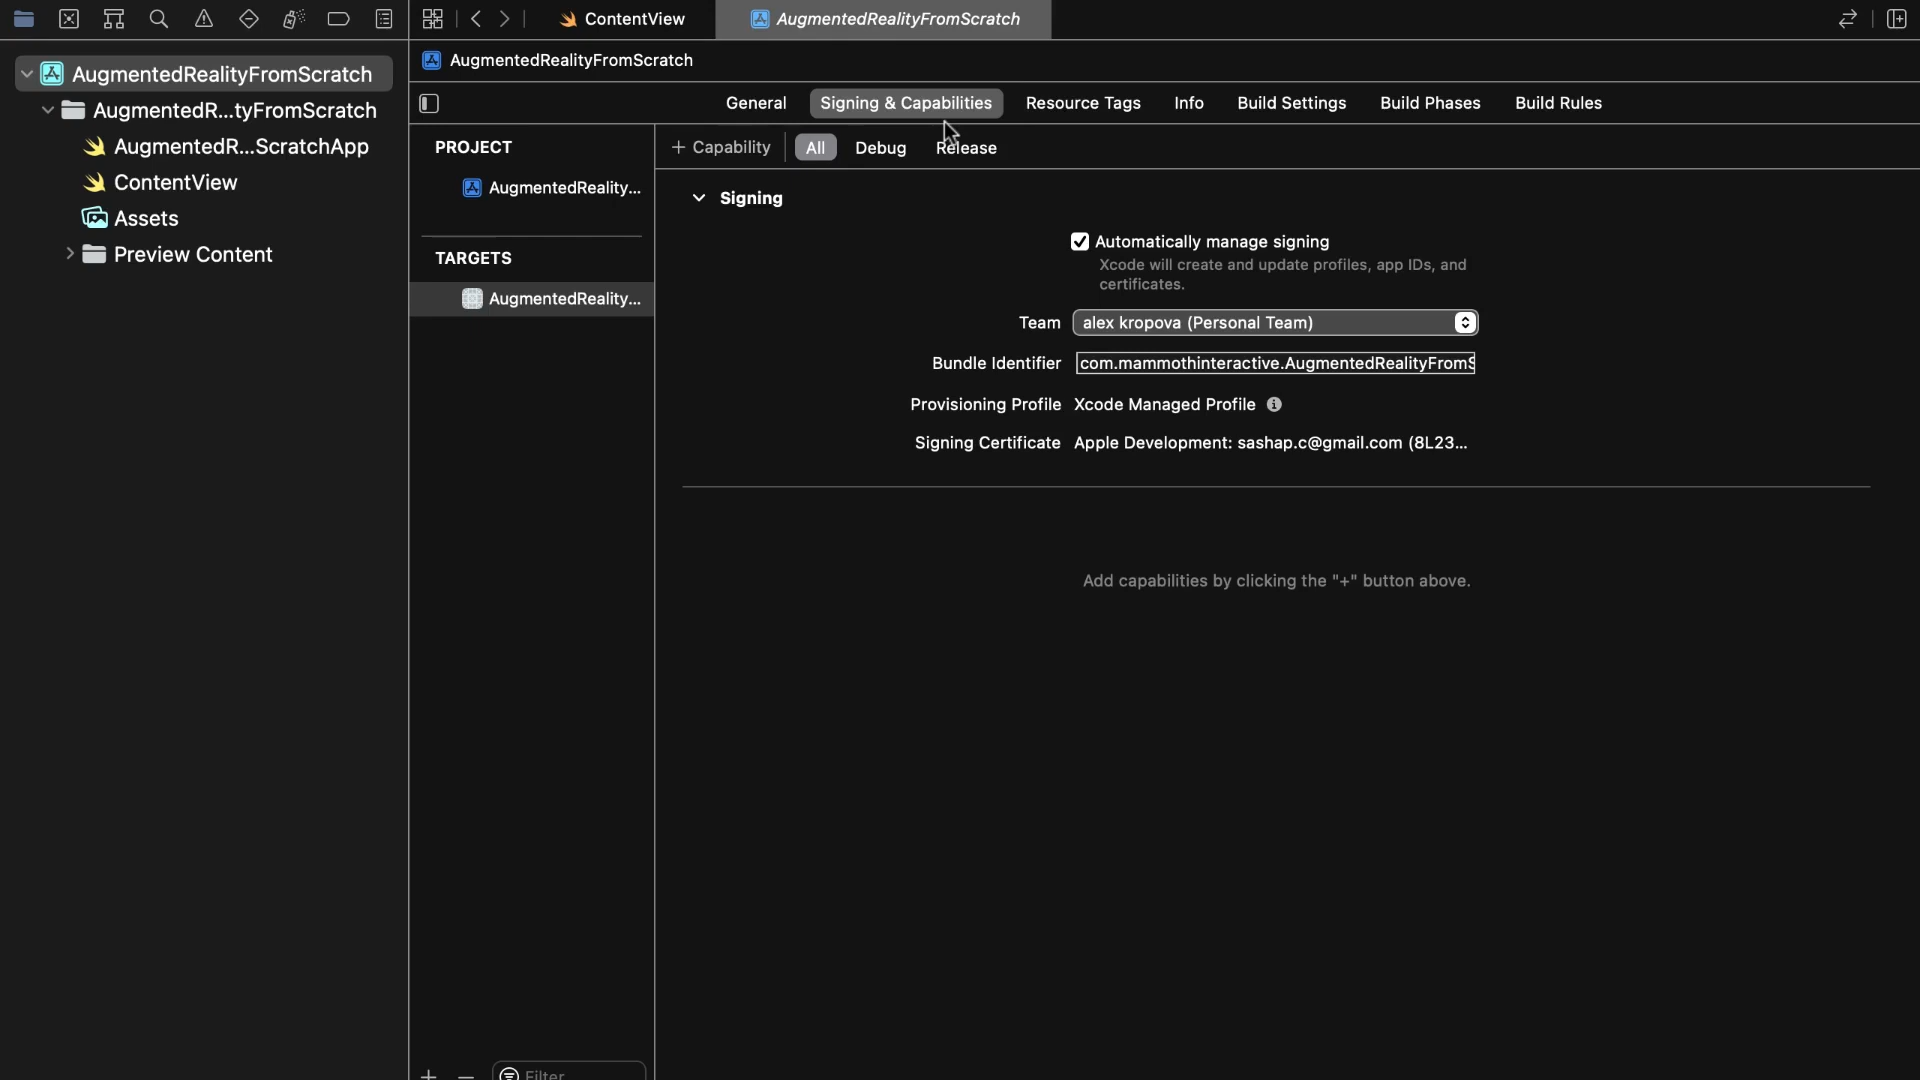 ContentView
AugmentedRealityFromScratch
AugmentedRealityFromScratch
AugmentedR...tyFromScratch
AugmentedR...ScratchApp
ContentView
Assets
Preview Content
AugmentedRealityFromScratch
General
Signing & Capabilities
Resource Tags
Info
Build Settings
Build Phases
Build Rules
PROJECT
AugmentedReality...
TARGETS
AugmentedReality...
Filter
+ Capability
All
Debug
Release
Signing
Automatically manage signing
Xcode will create and update profiles, app IDs, and
certificates.
Team alex kropova (Personal Team)
Bundle Identifier com.mammothinteractive.AugmentedRealityFromS
Provisioning Profile Xcode Managed Profile
Signing Certificate Apple Development: sashap.c@gmail.com (8L23...
Add capabilities by clicking the "+" button above.